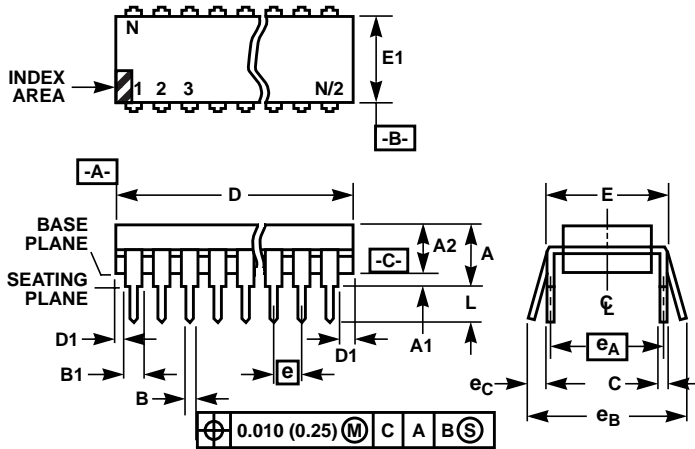 N
E1
INDEX
AREA
1 2 3 N/2
-B-
-A-
D
E
BASE
PLANE
A2
A
-C-
SEATING
PLANE
L
C L
D1
A1
D1
eA
B1
e
eC
C
B
eB
0.010 (0.25) M C A B S